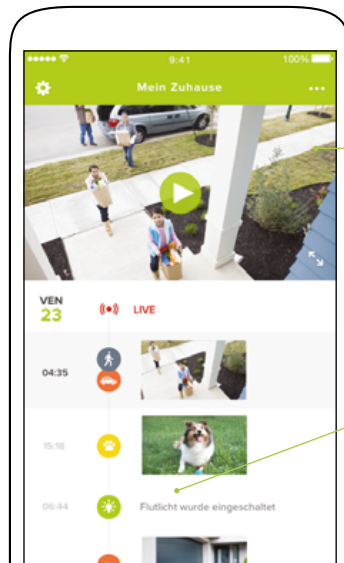 9:41
100%
Mein Zuhause
VEN
23
LIVE
04:35
15:18
06:44
Flutlicht wurde eingeschaltet